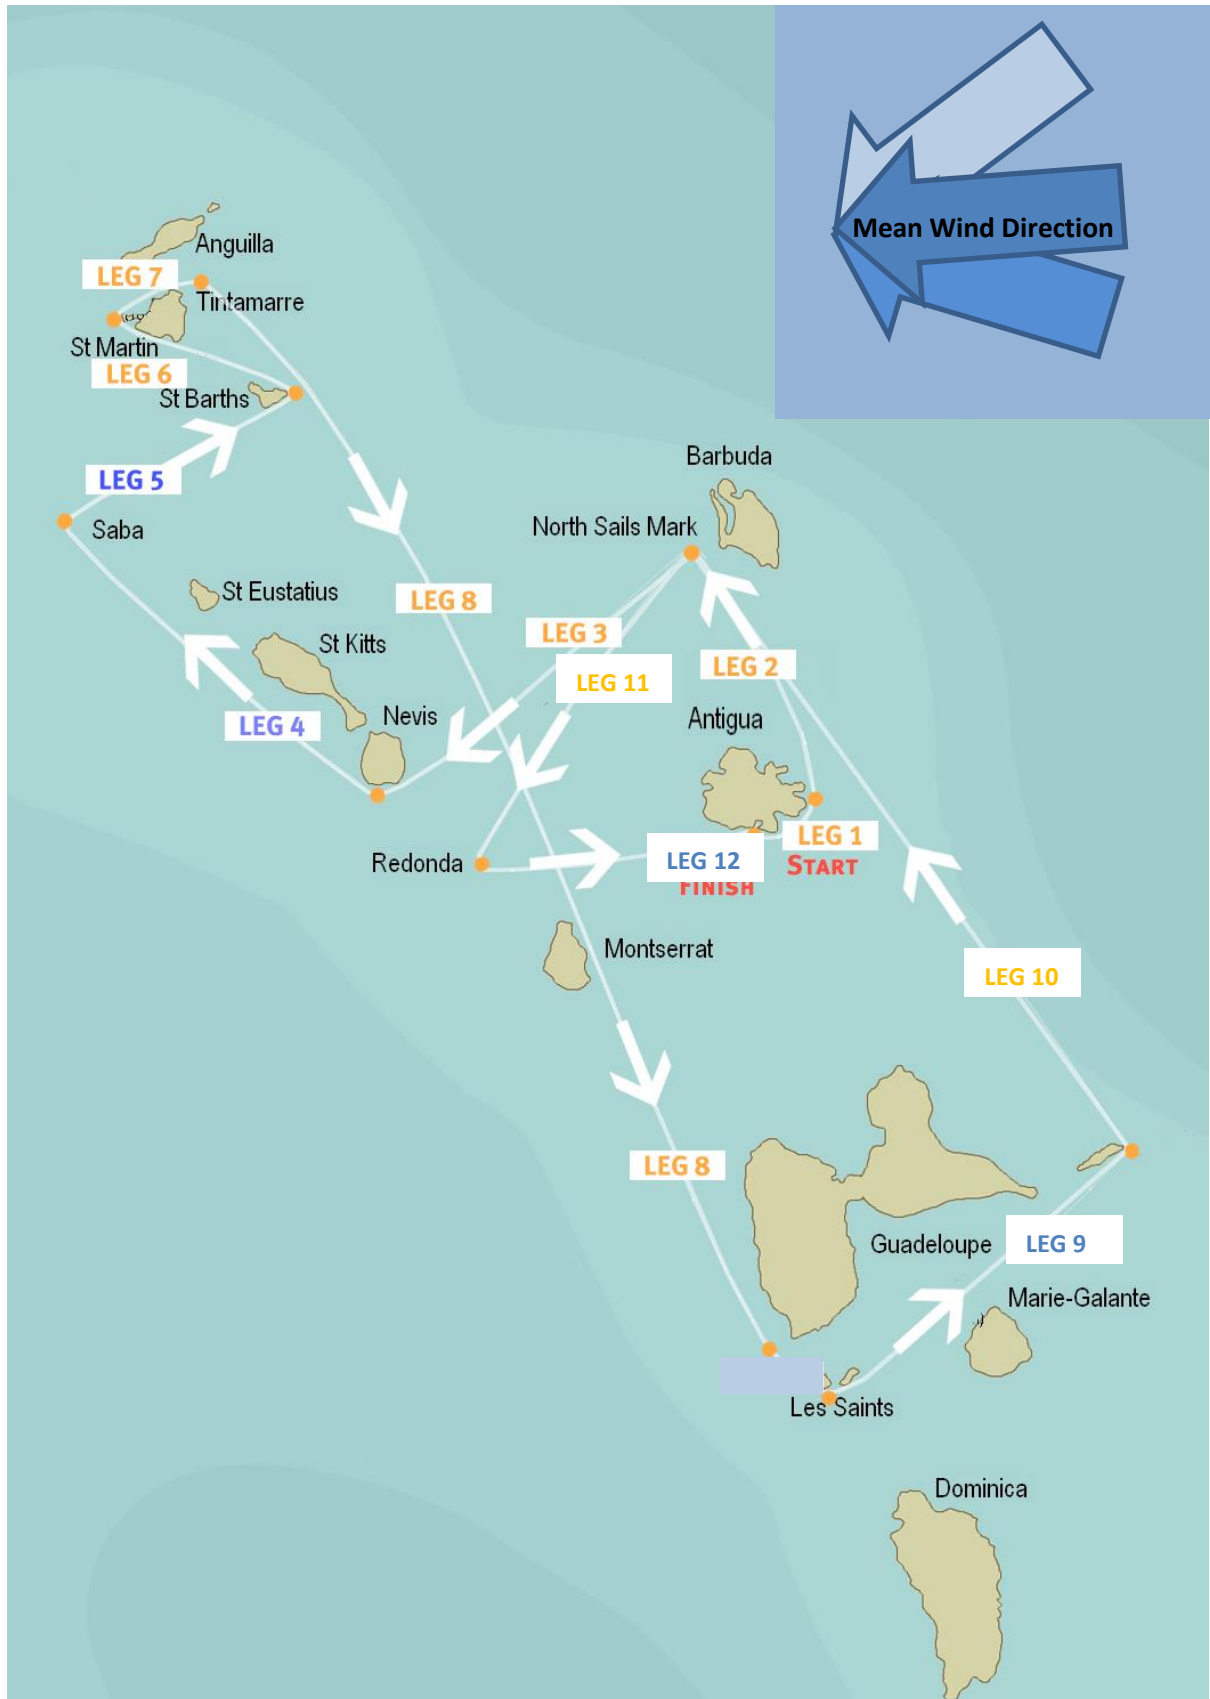 Mean Wind Direction
Anguilla
LEG 7
Tintamarre
St Martin
LEG 6
St Barths
Barbuda
LEG 5
Saba
North Sails Mark
St Eustatius
LEG 8
LEG 3
St Kitts
LEG 2
LEG 11
Nevis
Antigua
LEG 4
LEG 1
Redonda
LEG 12
START
FINISH
Montserrat
LEG 10
LEG 8
Guadeloupe
LEG 9
Marie-Galante
Les Saints
Dominica